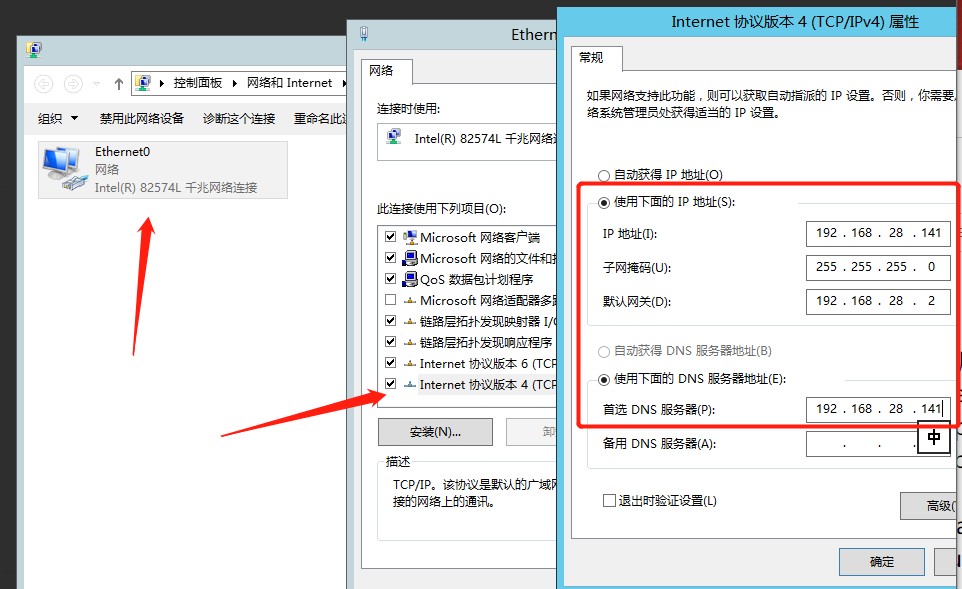 控制面板 网络和 Internet
组织 禁用此网络设备 诊断这个连接 重命名此
Ethernet0
网络
Intel(R) 82574L 千兆网络连接
Ethern
网络
连接时使用:
Intel(R) 82574L 千兆网络
此连接使用下列项目(O):
Microsoft 网络客户端
Microsoft 网络的文件和
QoS 数据包计划程序
Microsoft 网络适配器多
链路层拓扑发现映射器 I/
链路层拓扑发现响应程序
Internet 协议版本 6 (TCP
Internet 协议版本 4 (TCP
安装(N)...
卸
描述
TCP/IP。该协议是默认的广域
接的网络上的通讯。
Internet 协议版本 4 (TCP/IPv4) 属性
常规
如果网络支持此功能，则可以获取自动指派的 IP 设置。否则，你需要
络系统管理员处获得适当的 IP 设置。
自动获得 IP 地址(O)
使用下面的 IP 地址(S):
IP 地址(I): 192 . 168 . 28 . 141
子网掩码(U): 255 . 255 . 255 . 0
默认网关(D): 192 . 168 . 28 . 2
自动获得 DNS 服务器地址(B)
使用下面的 DNS 服务器地址(E):
首选 DNS 服务器(P): 192 . 168 . 28 . 141
备用 DNS 服务器(A): . . .
中
退出时验证设置(L)
高级(
确定